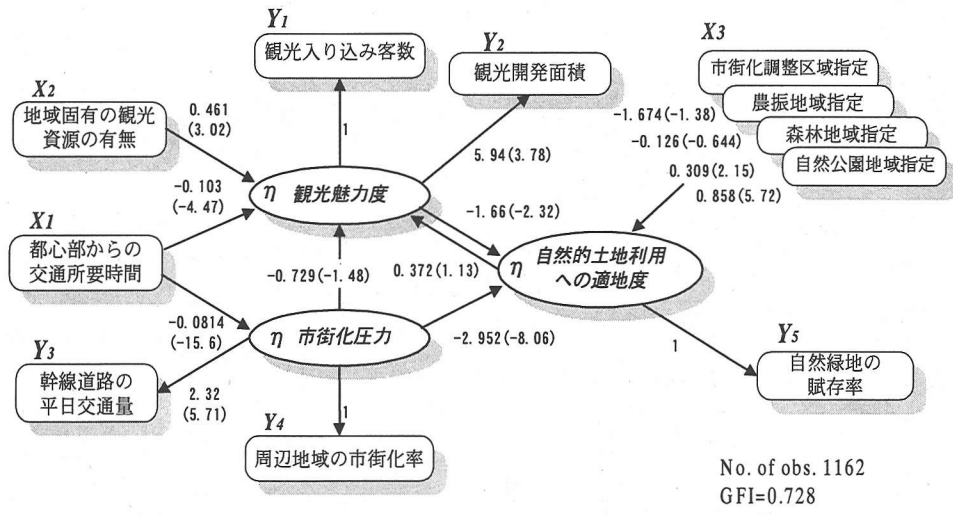 Y1
観光入り込み客数
Y2
観光開発面積
X3
市街化調整区域指定
農振地域指定
森林地域指定
自然公園地域指定
X2
地域固有の観光
資源の有無
0.461
(3.02)
1
5.94(3.78)
-1.674(-1.38)
-0.126(-0.644)
0.309(2.15)
0.858(5.72)
η 観光魅力度
-0.103
(-4.47)
X1
都心部からの
交通所要時間
-1.66(-2.32)
-0.729(-1.48)
0.372(1.13)
η 自然的土地利用
への適地度
-0.0814
(-15.6)
η 市街化圧力
-2.952(-8.06)
Y3
幹線道路の
平日交通量
2.32
(5.71)
1
Y4
周辺地域の市街化率
1
Y5
自然緑地の
賦存率
No. of obs. 1162
GFI=0.728